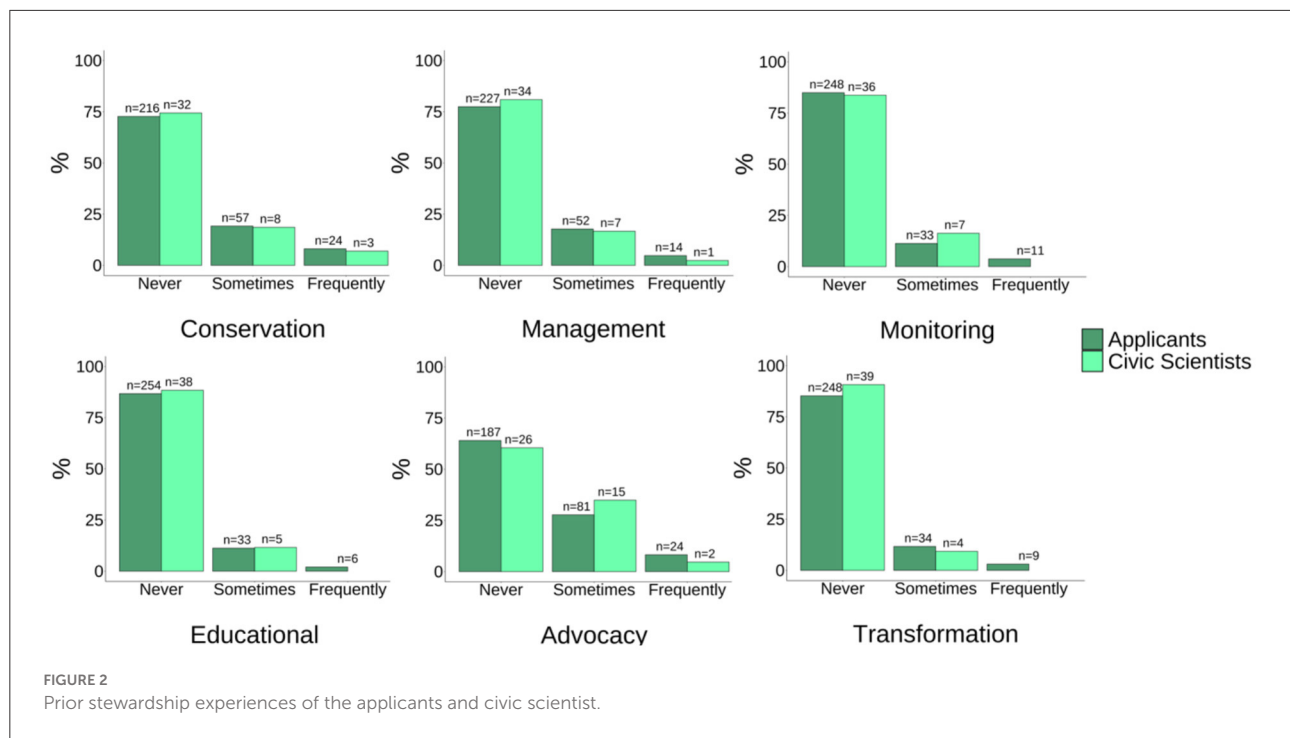 100
75
50
25
0
%
n=216
n=32
n=57
n=8
n=24
n=3
Never Sometimes Frequently
Conservation
100
75
50
25
0
%
n=227
n=34
n=52
n=7
n=14
n=1
Never Sometimes Frequently
Management
100
75
50
25
0
%
n=248
n=36
n=33
n=7
n=11
Never Sometimes Frequently
Monitoring
Applicants
Civic Scientists
100
75
50
25
0
%
n=254
n=38
n=33
n=5
n=6
Never Sometimes Frequently
Educational
100
75
50
25
0
%
n=187
n=26
n=81
n=15
n=24
n=2
Never Sometimes Frequently
Advocacy
100
75
50
25
0
%
n=248
n=39
n=34
n=4
n=9
Never Sometimes Frequently
Transformation
FIGURE 2
Prior stewardship experiences of the applicants and civic scientist.